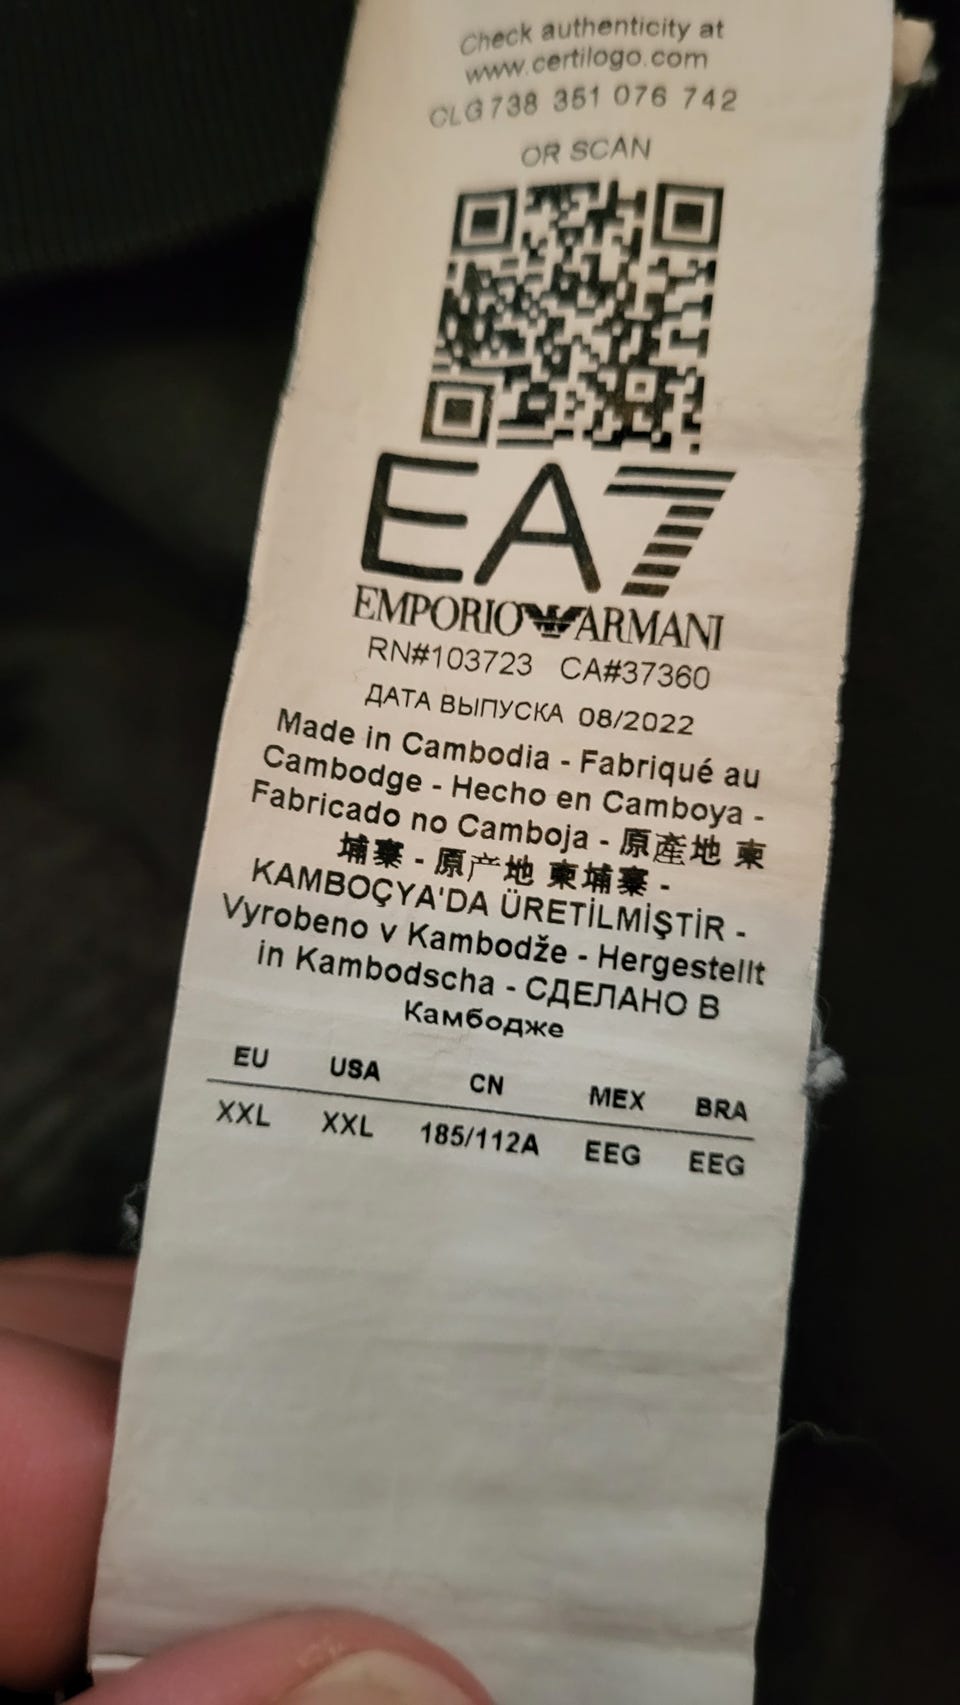 Check authenticity at
www.certilogo.com
CLG 738 351 076 742
OR SCAN
EA7
EMPORIO ARMANI
RN#103723 CA#37360
ДАТА ВЫПУСКА 08/2022
Made in Cambodia - Fabriqué au
Cambodge - Hecho en Camboya -
Fabricado no Camboja - 原產地 柬
埔寨 - 原产地 柬埔寨 -
KAMBOÇYA'DA ÜRETİLMİŞTİR -
Vyrobeno v Kambodže - Hergestellt
in Kambodscha - СДЕЛАНО В
Камбодже
EU USA CN MEX BRA
XXL XXL 185/112A EEG EEG